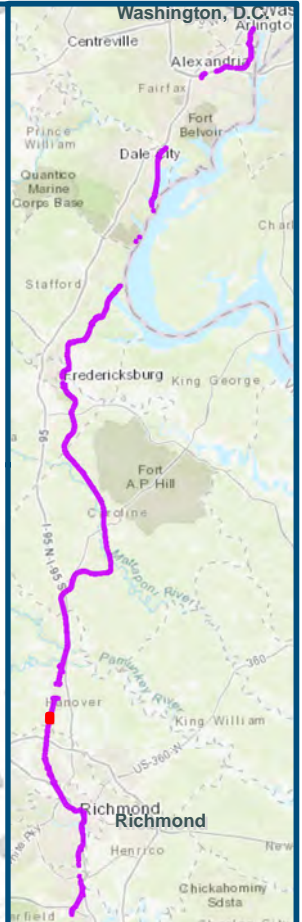 Washington, D.C.
Arlingto
Centreville
Alexandria
Fairfax
Fort
Belvoir
Prince
William
Dale City
Quantico
Marine
Corps Base
Charl
Stafford
Fredericksburg
King George
95
Fort
A.P. Hill
Caroline
I-95 N-I-95 S
Mattaponi River
Pamunkey
River
360
Hanover
King William
US-360-N
Richmond
Richmond
Henrico
New
Chickahominy
Sdsta
rfield